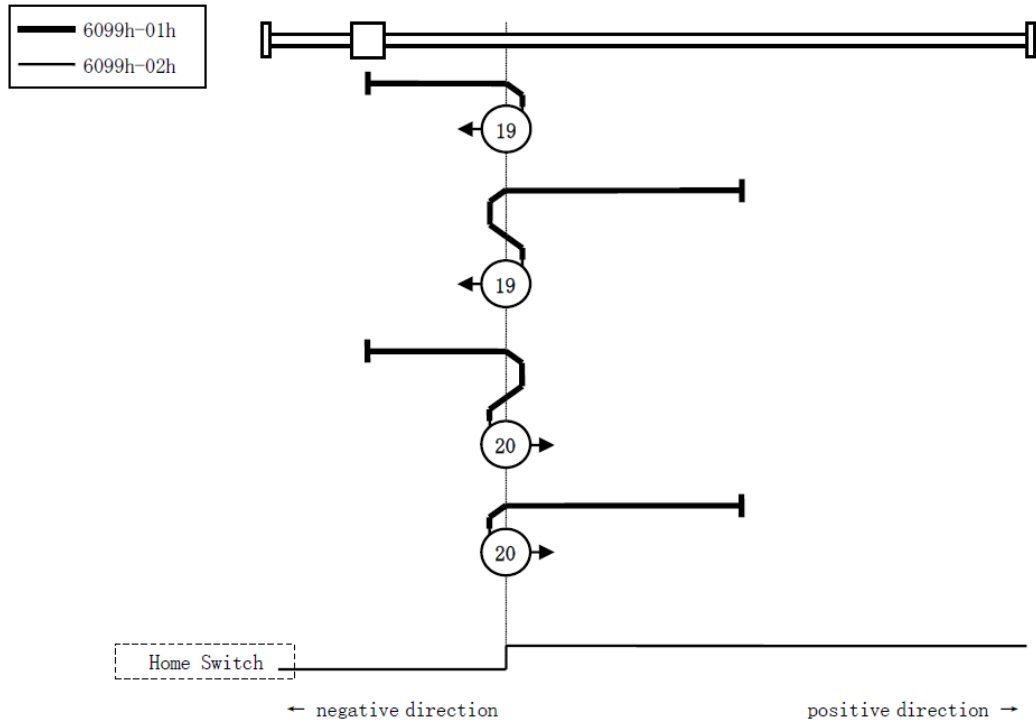 6099h-01h
6099h-02h
19
19
20
20
Home Switch
← negative direction
positive direction →